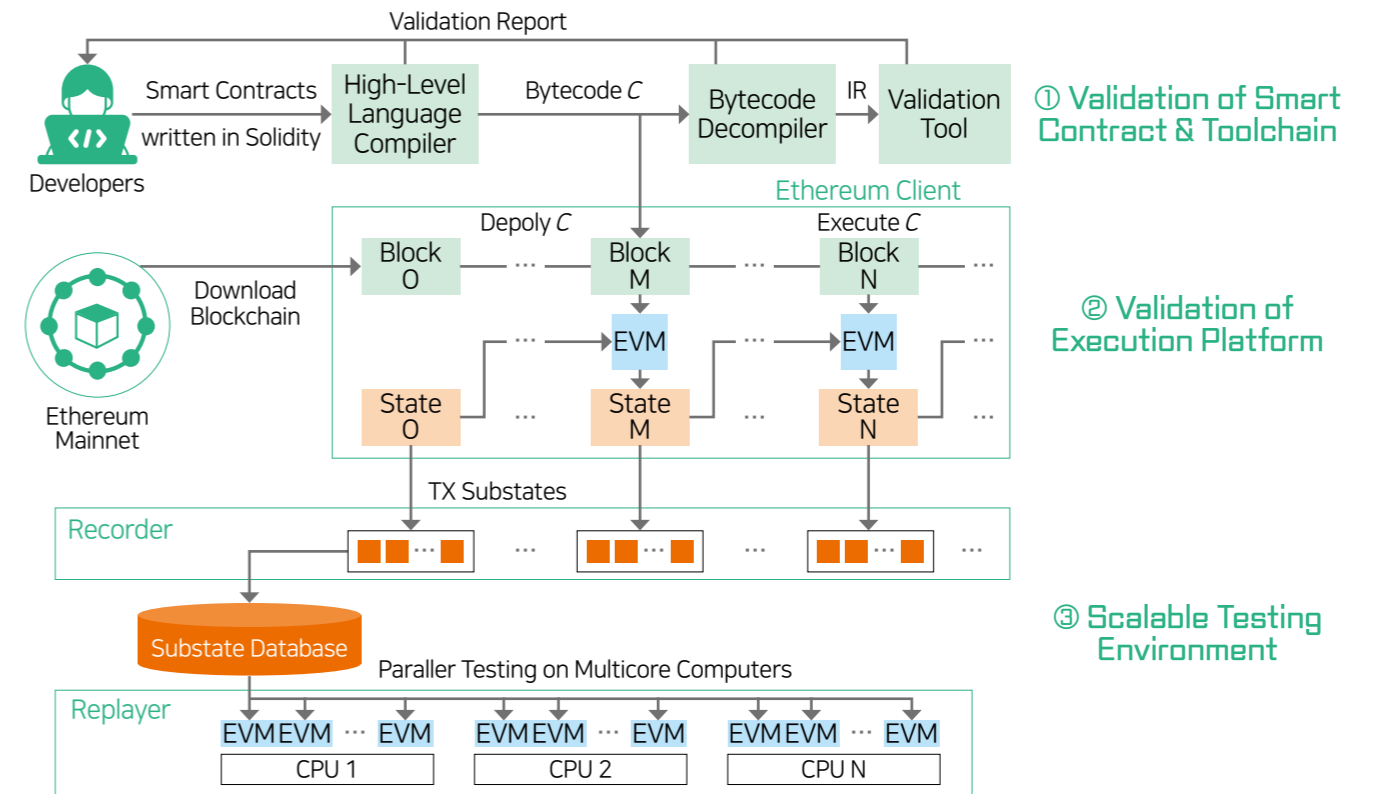 Validation Report
Smart Contracts
written in Solidity
High-Level
Language
Compiler
Bytecode C
Bytecode
Decompiler
IR
Validation
Tool
① Validation of Smart
Contract & Toolchain
</>
Developers
Ethereum Client
Depoly C
Execute C
Block
O
...
Block
M
...
Block
N
...
Download
Blockchain
② Validation of
Execution Platform
...
EVM
...
EVM
...
Ethereum
Mainnet
State
O
...
State
M
...
State
N
...
TX Substates
Recorder
...
...
...
...
...
...
Substate Database
③ Scalable Testing
Environment
Paraller Testing on Multicore Computers
Replayer
EVM EVM ... EVM
EVM EVM ... EVM
EVM EVM ... EVM
CPU 1
CPU 2
CPU N